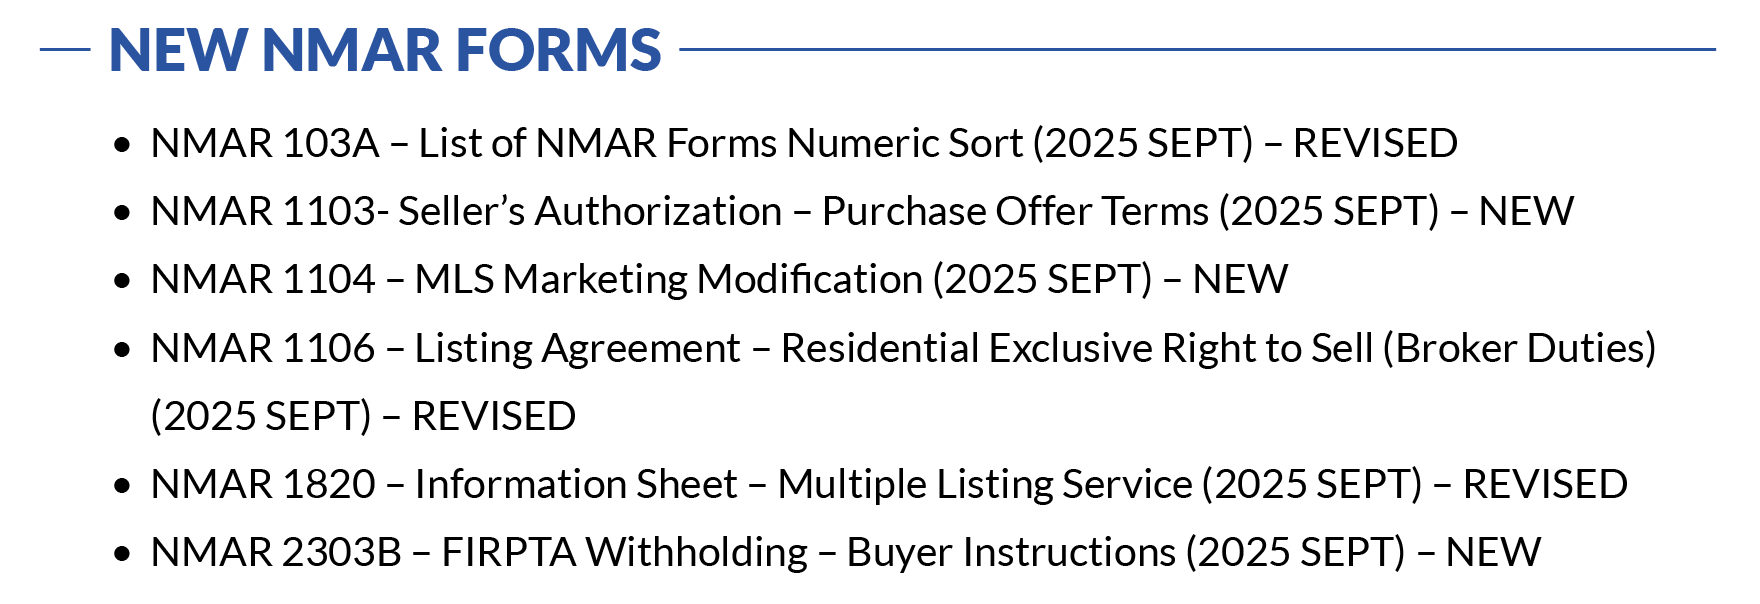 NEW NMAR FORMS
• NMAR 103A – List of NMAR Forms Numeric Sort (2025 SEPT) – REVISED
• NMAR 1103- Seller’s Authorization – Purchase Offer Terms (2025 SEPT) – NEW
• NMAR 1104 – MLS Marketing Modification (2025 SEPT) – NEW
• NMAR 1106 – Listing Agreement – Residential Exclusive Right to Sell (Broker Duties)
(2025 SEPT) – REVISED
• NMAR 1820 – Information Sheet – Multiple Listing Service (2025 SEPT) – REVISED
• NMAR 2303B – FIRPTA Withholding – Buyer Instructions (2025 SEPT) – NEW